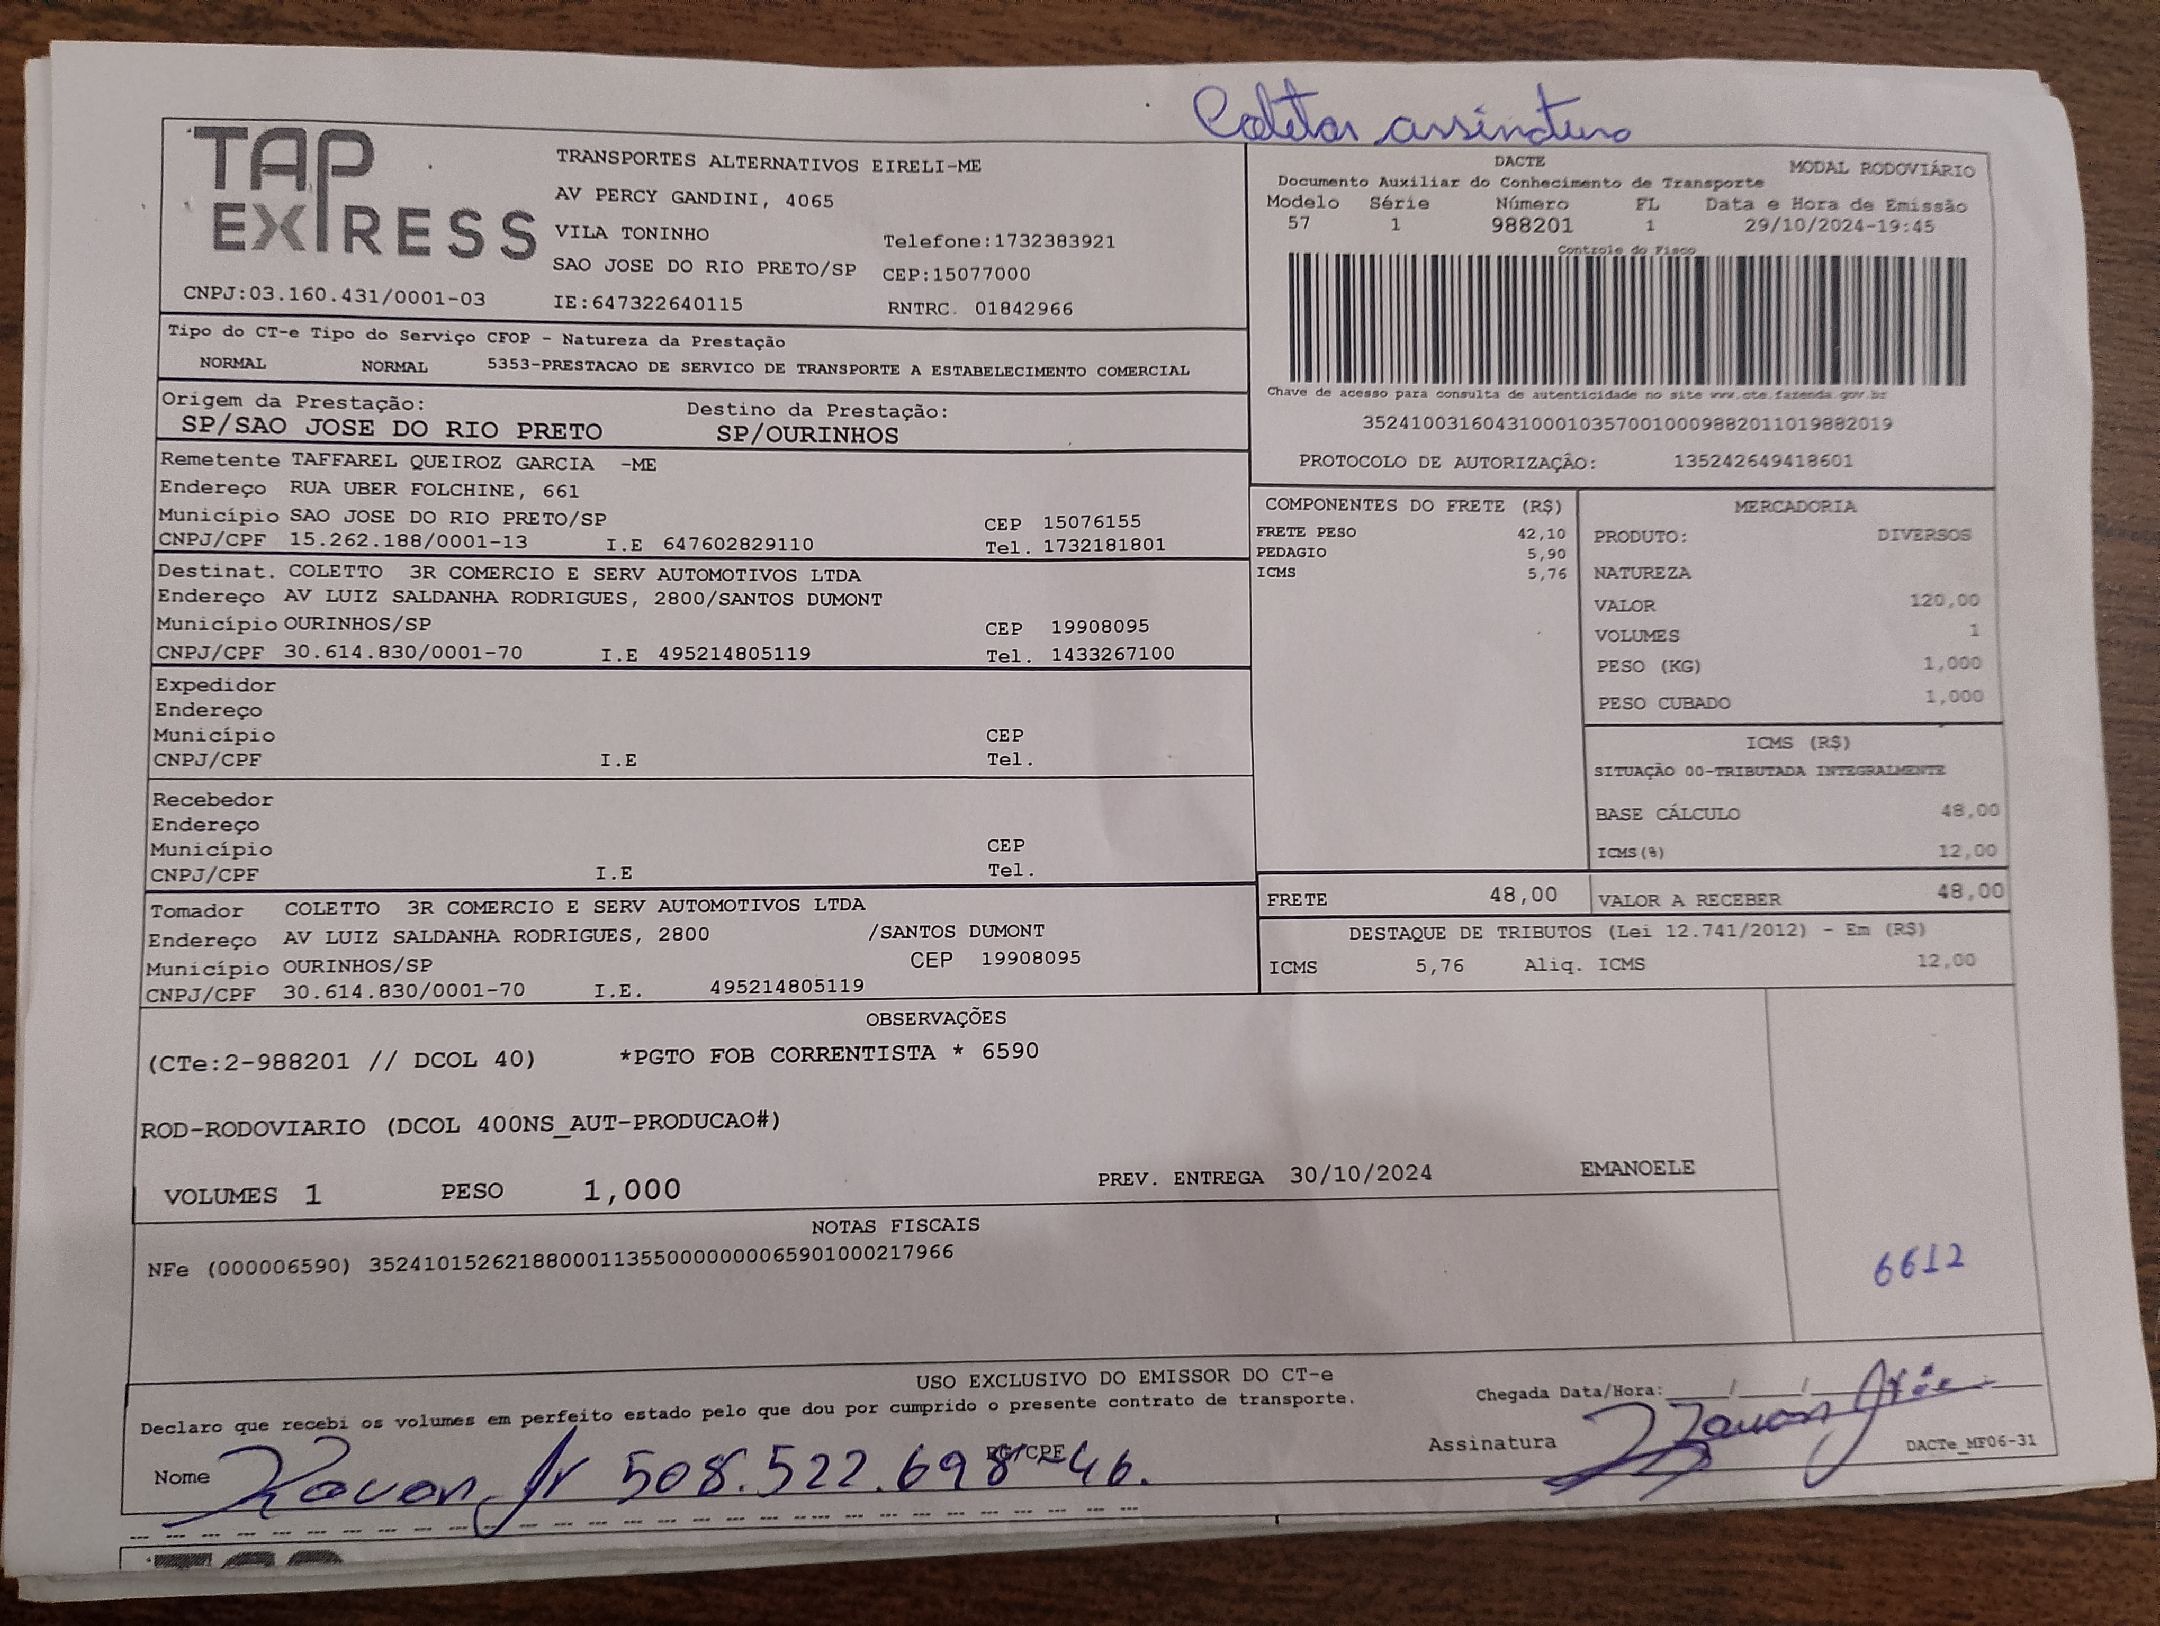 Coletar assinatura
TAP EXPRESS
TRANSPORTES ALTERNATIVOS EIRELI-ME
AV PERCY GANDINI, 4065
VILA TONINHO
Telefone:1732383921
SAO JOSE DO RIO PRETO/SP CEP:15077000
CNPJ:03.160.431/0001-03 IE:647322640115 RNTRC. 01842966
DACTE MODAL RODOVIÁRIO
Documento Auxiliar do Conhecimento de Transporte
Modelo Série Número FL Data e Hora de Emissão
57 1 988201 1 29/10/2024-19:45
Controle do Fisco
Chave de acesso para consulta de autenticidade no site www.cte.fazenda.gov.br
35241003160431000103570010009882011019882019
PROTOCOLO DE AUTORIZAÇÃO: 135242649418601
Tipo do CT-e Tipo do Serviço CFOP - Natureza da Prestação
NORMAL NORMAL 5353-PRESTACAO DE SERVICO DE TRANSPORTE A ESTABELECIMENTO COMERCIAL
Origem da Prestação: Destino da Prestação:
SP/SAO JOSE DO RIO PRETO SP/OURINHOS
Remetente TAFFAREL QUEIROZ GARCIA -ME
Endereço RUA UBER FOLCHINE, 661
Município SAO JOSE DO RIO PRETO/SP CEP 15076155
CNPJ/CPF 15.262.188/0001-13 I.E 647602829110 Tel. 1732181801
Destinat. COLETTO 3R COMERCIO E SERV AUTOMOTIVOS LTDA
Endereço AV LUIZ SALDANHA RODRIGUES, 2800/SANTOS DUMONT
Município OURINHOS/SP CEP 19908095
CNPJ/CPF 30.614.830/0001-70 I.E 495214805119 Tel. 1433267100
Expedidor
Endereço
Município CEP
CNPJ/CPF I.E Tel.
Recebedor
Endereço
Município CEP
CNPJ/CPF I.E Tel.
Tomador COLETTO 3R COMERCIO E SERV AUTOMOTIVOS LTDA
Endereço AV LUIZ SALDANHA RODRIGUES, 2800 /SANTOS DUMONT
Município OURINHOS/SP CEP 19908095
CNPJ/CPF 30.614.830/0001-70 I.E. 495214805119
COMPONENTES DO FRETE (R$)
FRETE PESO 42,10
PEDAGIO 5,90
ICMS 5,76
MERCADORIA
PRODUTO: DIVERSOS
NATUREZA
VALOR 120,00
VOLUMES 1
PESO (KG) 1,000
PESO CUBADO 1,000
ICMS (R$)
SITUAÇÃO 00-TRIBUTADA INTEGRALMENTE
BASE CÁLCULO 48,00
ICMS(%) 12,00
FRETE 48,00 VALOR A RECEBER 48,00
DESTAQUE DE TRIBUTOS (Lei 12.741/2012) - Em (R$)
ICMS 5,76 Aliq. ICMS 12,00
OBSERVAÇÕES
(CTe:2-988201 // DCOL 40) *PGTO FOB CORRENTISTA * 6590
ROD-RODOVIARIO (DCOL 400NS_AUT-PRODUCAO#)
VOLUMES 1 PESO 1,000 PREV. ENTREGA 30/10/2024 EMANOELE
NOTAS FISCAIS
NFe (000006590) 35241015262188000113550000000065901000217966
6612
USO EXCLUSIVO DO EMISSOR DO CT-e
Declaro que recebi os volumes em perfeito estado pelo que dou por cumprido o presente contrato de transporte.
Chegada Data/Hora: / /
Nome RG/CPF 508.522.698-46. Assinatura
DACTe_MF06-31